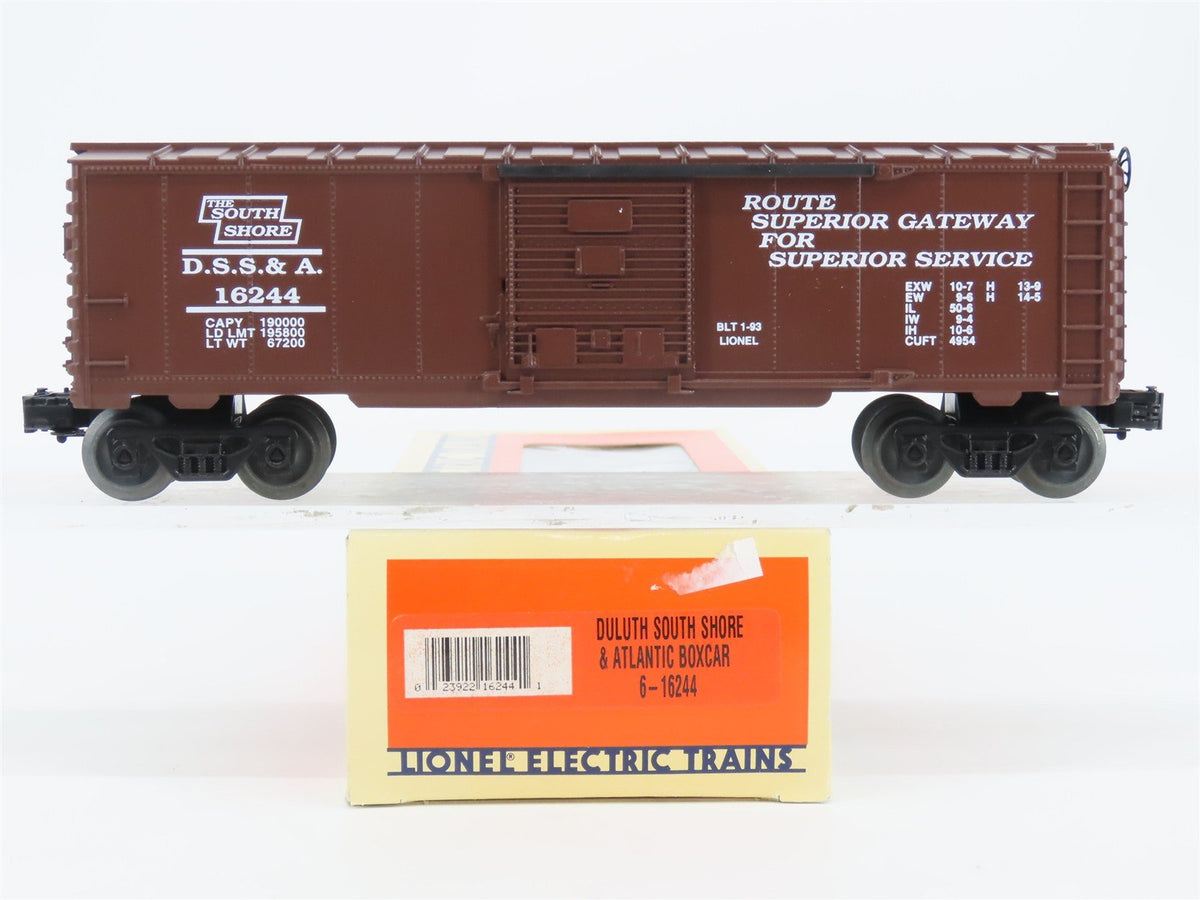 THE
SOUTH
SHORE
D.S.S.& A.
16244
CAPY 190000
LD LMT 195800
LT WT 67200
ROUTE
SUPERIOR GATEWAY
FOR
SUPERIOR SERVICE
EXW 10-7 H 13-9
EW 9-6 H 14-5
IL 50-6
IW 9-4
IH 10-6
CUFT 4954
BLT 1-93
LIONEL
DULUTH SOUTH SHORE
& ATLANTIC BOXCAR
6-16244
0 23922 16244 1
LIONEL® ELECTRIC TRAINS